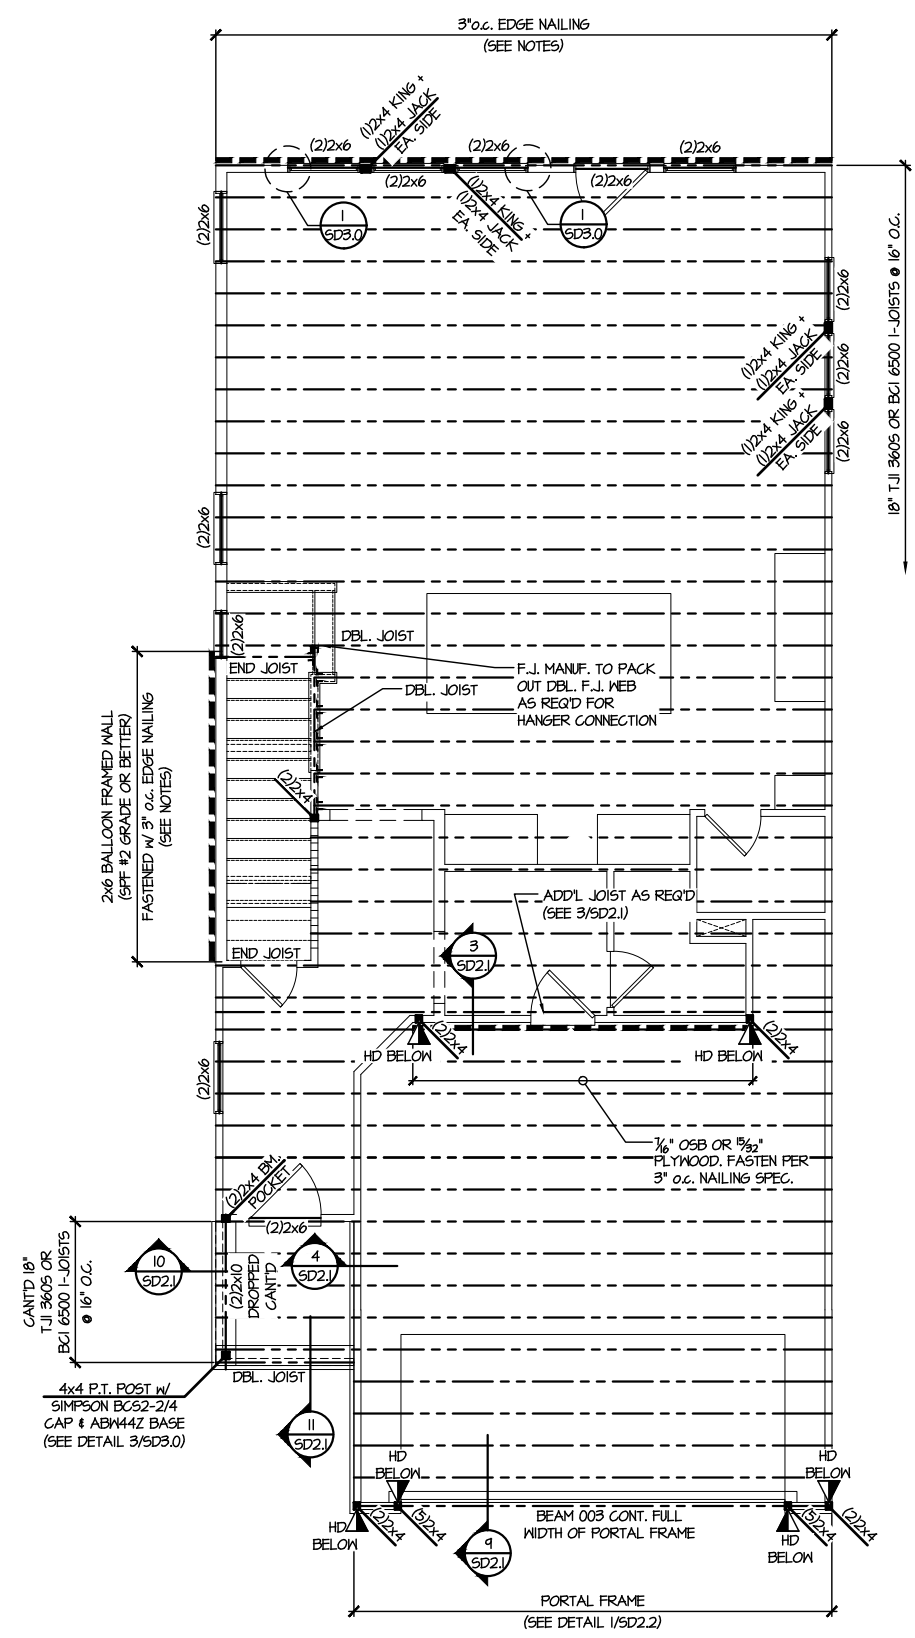 3"o.c. EDGE NAILING
(SEE NOTES)
(1)2x4 KING +
(1)2x4 JACK
EA. SIDE
(2)2x6
(2)2x6
(2)2x6
(2)2x6
(2)2x6
(1)2x4 KING +
(1)2x4 JACK
EA. SIDE
1
SD3.0
1
SD3.0
(2)2x6
18" TJI 360S OR BCI 6500 I-JOISTS @ 16" O.C.
(2)2x6
(1)2x4 KING +
(1)2x4 JACK
EA. SIDE
(2)2x6
(1)2x4 KING +
(1)2x4 JACK
EA. SIDE
(2)2x6
(2)2x6
(2)2x6
DBL. JOIST
END JOIST
F.J. MANUF. TO PACK
OUT DBL. F.J. WEB
AS REQ'D FOR
HANGER CONNECTION
DBL. JOIST
2x6 BALLOON FRAMED WALL
(SPF #2 GRADE OR BETTER)
FASTENED W/ 3" o.c. EDGE NAILING
(SEE NOTES)
(2)2x4
ADD'L JOIST AS REQ'D
(SEE 3/SD2.1)
END JOIST
3
SD2.1
(2)2x4
HD BELOW
(2)2x4
HD BELOW
(2)2x6
7/16" OSB OR 15/32"
PLYWOOD. FASTEN PER
3" o.c. NAILING SPEC.
(2)2x4 BM.
POCKET
(2)2x6
CANT'D 18"
TJI 360S OR
BCI 6500 I-JOISTS
@ 16" O.C.
10
SD2.1
(2)2x10
DROPPED
CANT'D
4
SD2.1
DBL. JOIST
4x4 P.T. POST W/
SIMPSON BCS2-2/4
CAP & ABW44Z BASE
(SEE DETAIL 3/SD3.0)
11
SD2.1
HD
BELOW
HD
BELOW
(2)2x4
(5)2x4
BEAM 003 CONT. FULL
WIDTH OF PORTAL FRAME
(5)2x4
(2)2x4
HD
BELOW
HD
BELOW
9
SD2.1
PORTAL FRAME
(SEE DETAIL 1/SD2.2)